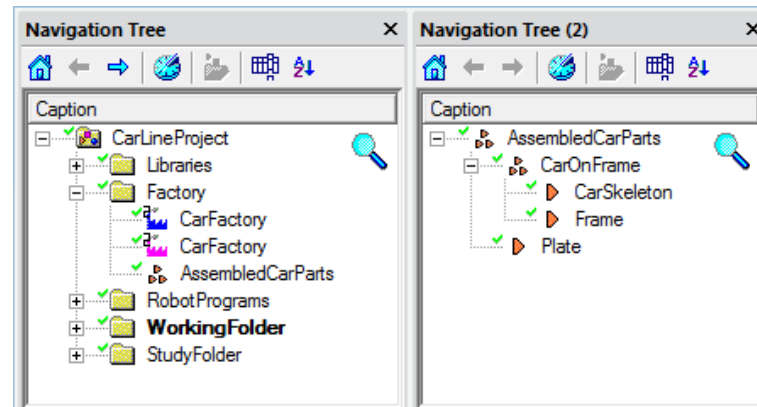 Navigation Tree
Caption
CarLineProject
Libraries
Factory
CarFactory
CarFactory
AssembledCarParts
RobotPrograms
WorkingFolder
StudyFolder
Navigation Tree (2)
Caption
AssembledCarParts
CarOnFrame
CarSkeleton
Frame
Plate